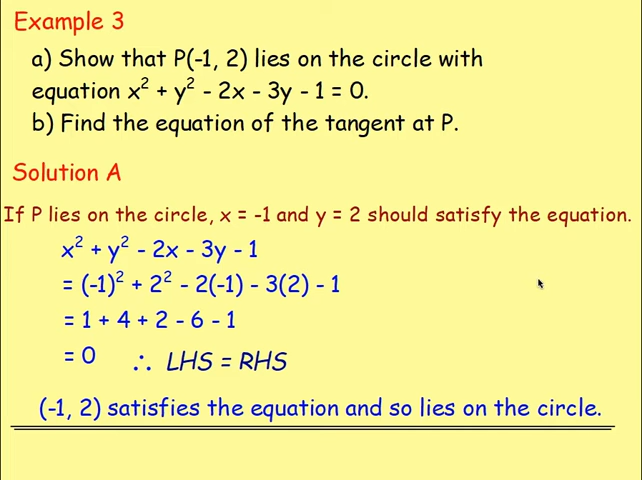 Example 3
a) Show that P(-1, 2) lies on the circle with
equation x² + y² - 2x - 3y - 1 = 0.
b) Find the equation of the tangent at P.
Solution A
If P lies on the circle, x = -1 and y = 2 should satisfy the equation.
x² + y² - 2x - 3y - 1
= (-1)² + 2² - 2(-1) - 3(2) - 1
= 1 + 4 + 2 - 6 - 1
= 0 ∴ LHS = RHS
(-1, 2) satisfies the equation and so lies on the circle.